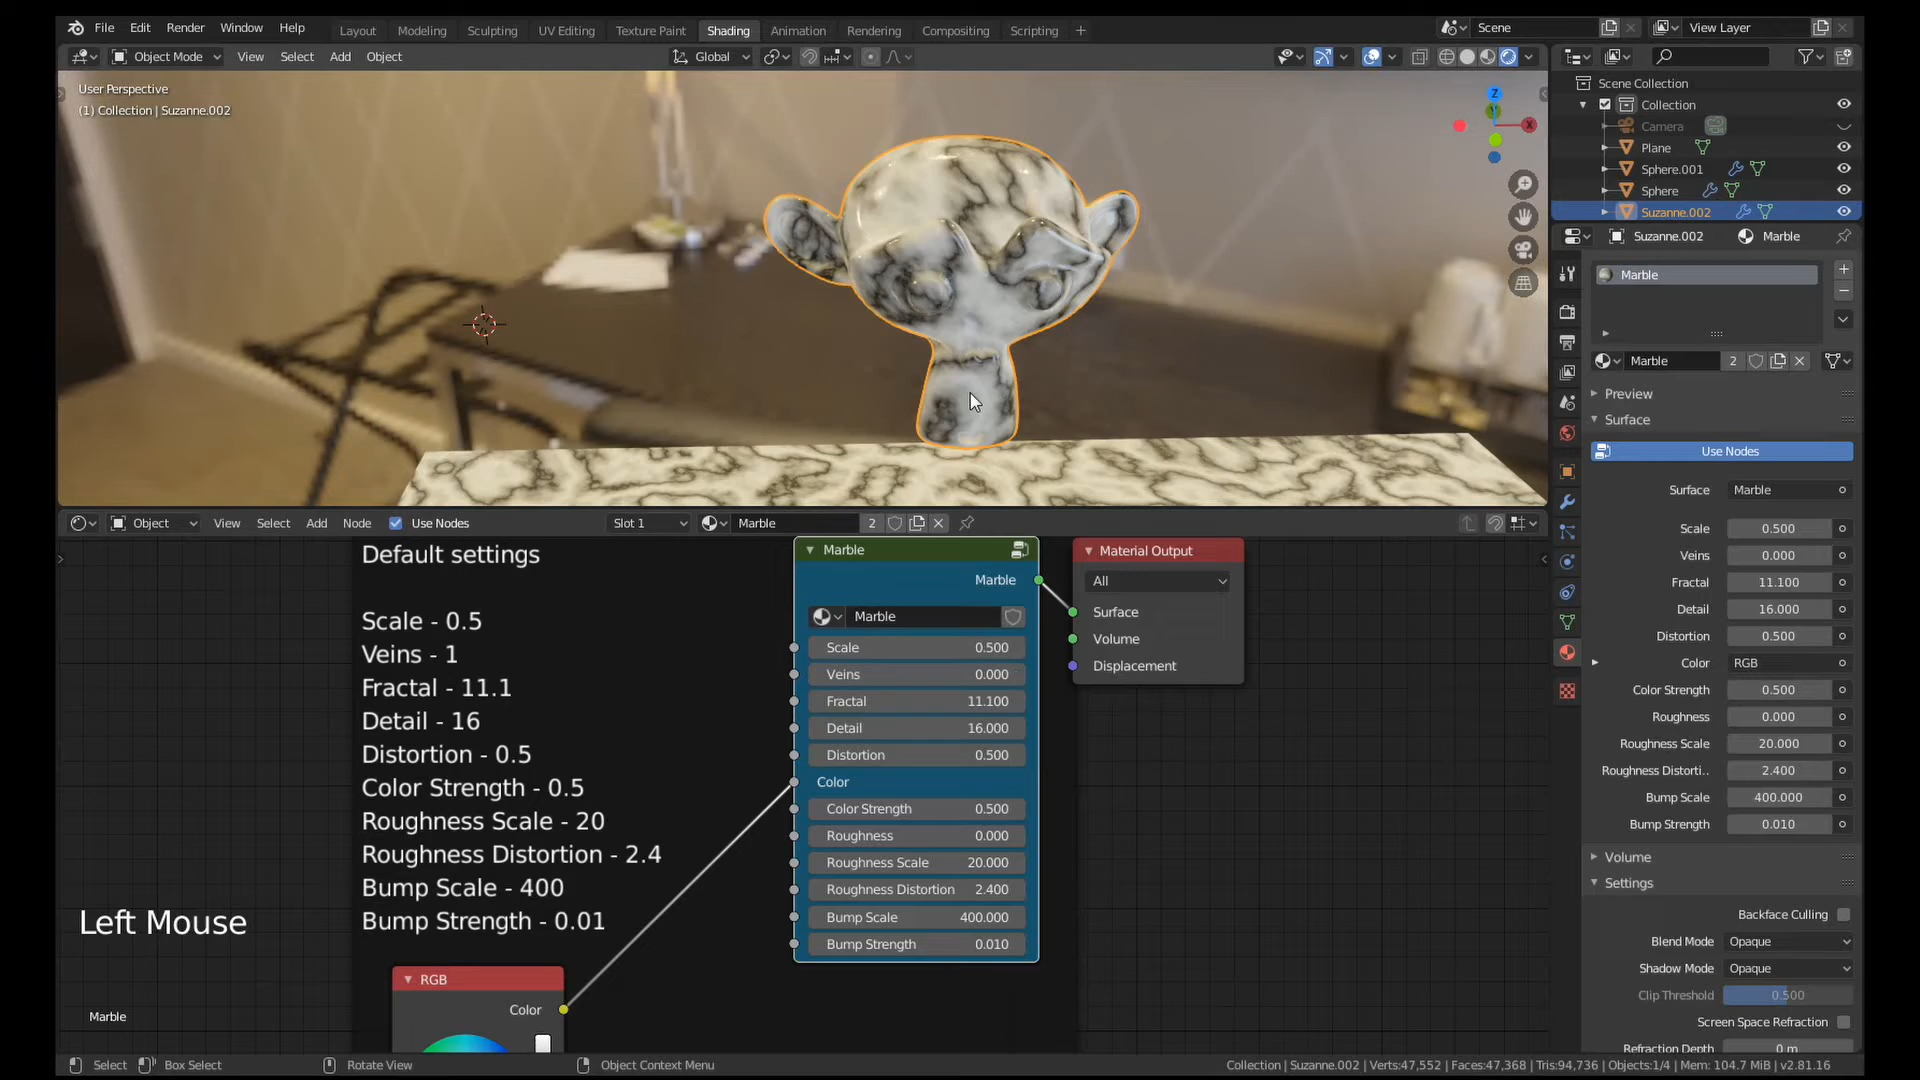 File Edit Render Window Help Layout Modeling Sculpting UV Editing Texture Paint Shading Animation Rendering Compositing Scripting + Scene View Layer
Object Mode View Select Add Object Global
User Perspective
(1) Collection | Suzanne.002
Z
X
Scene Collection
Collection
Camera
Plane
Sphere.001
Sphere
Suzanne.002
Suzanne.002 Marble
Marble
Marble 2
Preview
Surface
Use Nodes
Surface Marble
Scale 0.500
Veins 0.000
Fractal 11.100
Detail 16.000
Distortion 0.500
Color RGB
Color Strength 0.500
Roughness 0.000
Roughness Scale 20.000
Roughness Distorti.. 2.400
Bump Scale 400.000
Bump Strength 0.010
Volume
Settings
Backface Culling
Blend Mode Opaque
Shadow Mode Opaque
Clip Threshold 0.500
Screen Space Refraction
Refraction Depth 0 m
Object View Select Add Node Use Nodes Slot 1 Marble 2
Default settings
Scale - 0.5
Veins - 1
Fractal - 11.1
Detail - 16
Distortion - 0.5
Color Strength - 0.5
Roughness Scale - 20
Roughness Distortion - 2.4
Bump Scale - 400
Bump Strength - 0.01
Marble
Marble
Marble
Scale 0.500
Veins 0.000
Fractal 11.100
Detail 16.000
Distortion 0.500
Color
Color Strength 0.500
Roughness 0.000
Roughness Scale 20.000
Roughness Distortion 2.400
Bump Scale 400.000
Bump Strength 0.010
Material Output
All
Surface
Volume
Displacement
RGB
Color
Left Mouse
Marble
Select Box Select Rotate View Object Context Menu Collection | Suzanne.002 | Verts:47,552 | Faces:47,368 | Tris:94,736 | Objects:1/4 | Mem: 104.7 MiB | v2.81.16